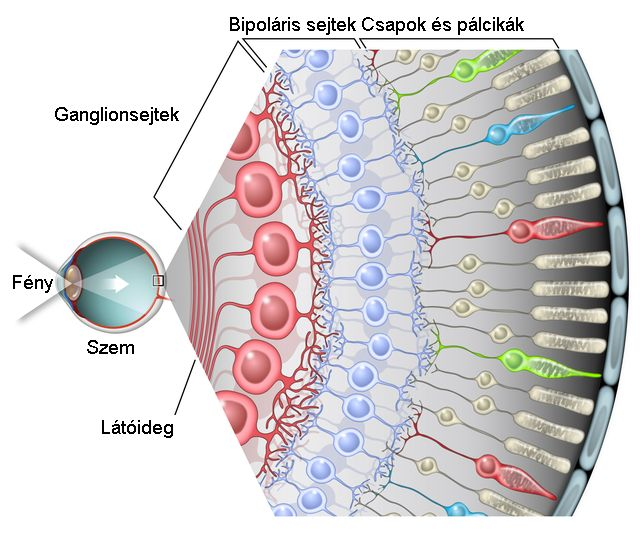 Bipoláris sejtek Csapok és pálcikák
Ganglionsejtek
Fény
Szem
Látóideg